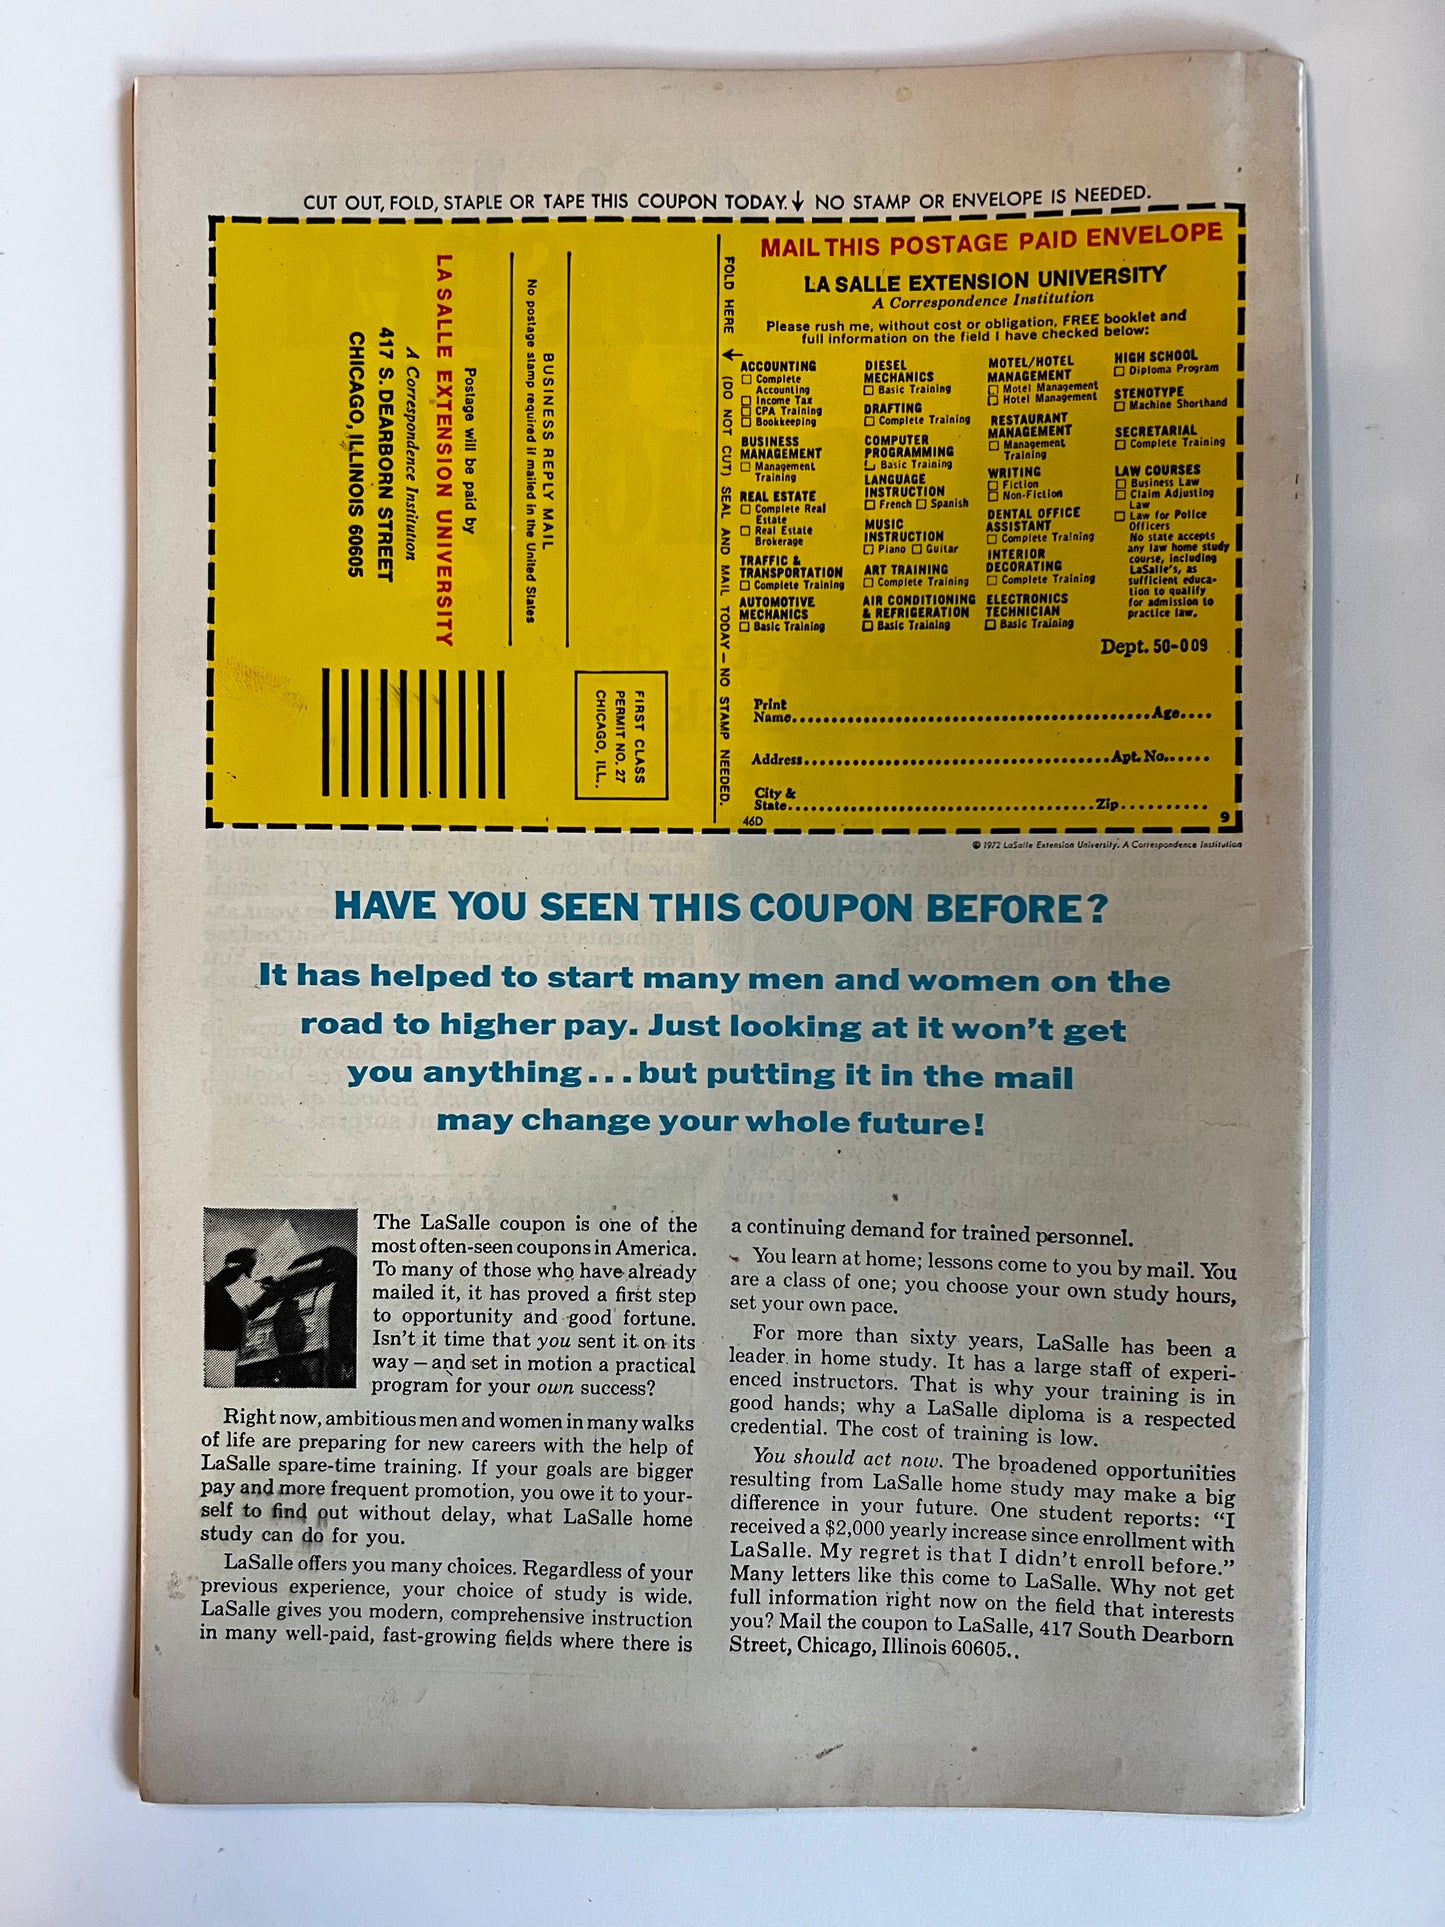 CUT OUT, FOLD, STAPLE OR TAPE THIS COUPON TODAY. ↓ NO STAMP OR ENVELOPE IS NEEDED.
FIRST CLASS
PERMIT NO. 27
CHICAGO, ILL.
BUSINESS REPLY MAIL
No postage stamp required if mailed in the United States
Postage will be paid by
LA SALLE EXTENSION UNIVERSITY
A Correspondence Institution
417 S. DEARBORN STREET
CHICAGO, ILLINOIS 60605
FOLD HERE ↓ (DO NOT CUT) SEAL AND MAIL TODAY — NO STAMP NEEDED.
MAIL THIS POSTAGE PAID ENVELOPE
LA SALLE EXTENSION UNIVERSITY
A Correspondence Institution
Please rush me, without cost or obligation, FREE booklet and
full information on the field I have checked below:
ACCOUNTING
□ Complete
Accounting
□ Income Tax
□ CPA Training
□ Bookkeeping
BUSINESS
MANAGEMENT
□ Management
Training
REAL ESTATE
□ Complete Real
Estate
□ Real Estate
Brokerage
TRAFFIC &
TRANSPORTATION
□ Complete Training
AUTOMOTIVE
MECHANICS
□ Basic Training
DIESEL
MECHANICS
□ Basic Training
DRAFTING
□ Complete Training
COMPUTER
PROGRAMMING
□ Basic Training
LANGUAGE
INSTRUCTION
□ French □ Spanish
MUSIC
INSTRUCTION
□ Piano □ Guitar
ART TRAINING
□ Complete Training
AIR CONDITIONING
& REFRIGERATION
□ Basic Training
MOTEL/HOTEL
MANAGEMENT
□ Motel Management
□ Hotel Management
RESTAURANT
MANAGEMENT
□ Management
Training
WRITING
□ Fiction
□ Non-Fiction
DENTAL OFFICE
ASSISTANT
□ Complete Training
INTERIOR
DECORATING
□ Complete Training
ELECTRONICS
TECHNICIAN
□ Basic Training
HIGH SCHOOL
□ Diploma Program
STENOTYPE
□ Machine Shorthand
SECRETARIAL
□ Complete Training
LAW COURSES
□ Business Law
□ Claim Adjusting
Law
□ Law for Police
Officers
No state accepts
any law home study
course, including
LaSalle's, as
sufficient educa-
tion to qualify
for admission to
practice law.
Dept. 50-009
Print
Name.......Age....
Address.......Apt. No......
City &
State.......Zip..........
46D 9
© 1972 LaSalle Extension University. A Correspondence Institution
HAVE YOU SEEN THIS COUPON BEFORE?
It has helped to start many men and women on the
road to higher pay. Just looking at it won't get
you anything...but putting it in the mail
may change your whole future!
The LaSalle coupon is one of the
most often-seen coupons in America.
To many of those who have already
mailed it, it has proved a first step
to opportunity and good fortune.
Isn't it time that you sent it on its
way – and set in motion a practical
program for your own success?
Right now, ambitious men and women in many walks
of life are preparing for new careers with the help of
LaSalle spare-time training. If your goals are bigger
pay and more frequent promotion, you owe it to your-
self to find out without delay, what LaSalle home
study can do for you.
LaSalle offers you many choices. Regardless of your
previous experience, your choice of study is wide.
LaSalle gives you modern, comprehensive instruction
in many well-paid, fast-growing fields where there is
a continuing demand for trained personnel.
You learn at home; lessons come to you by mail. You
are a class of one; you choose your own study hours,
set your own pace.
For more than sixty years, LaSalle has been a
leader in home study. It has a large staff of experi-
enced instructors. That is why your training is in
good hands; why a LaSalle diploma is a respected
credential. The cost of training is low.
You should act now. The broadened opportunities
resulting from LaSalle home study may make a big
difference in your future. One student reports: “I
received a $2,000 yearly increase since enrollment with
LaSalle. My regret is that I didn't enroll before.”
Many letters like this come to LaSalle. Why not get
full information right now on the field that interests
you? Mail the coupon to LaSalle, 417 South Dearborn
Street, Chicago, Illinois 60605..